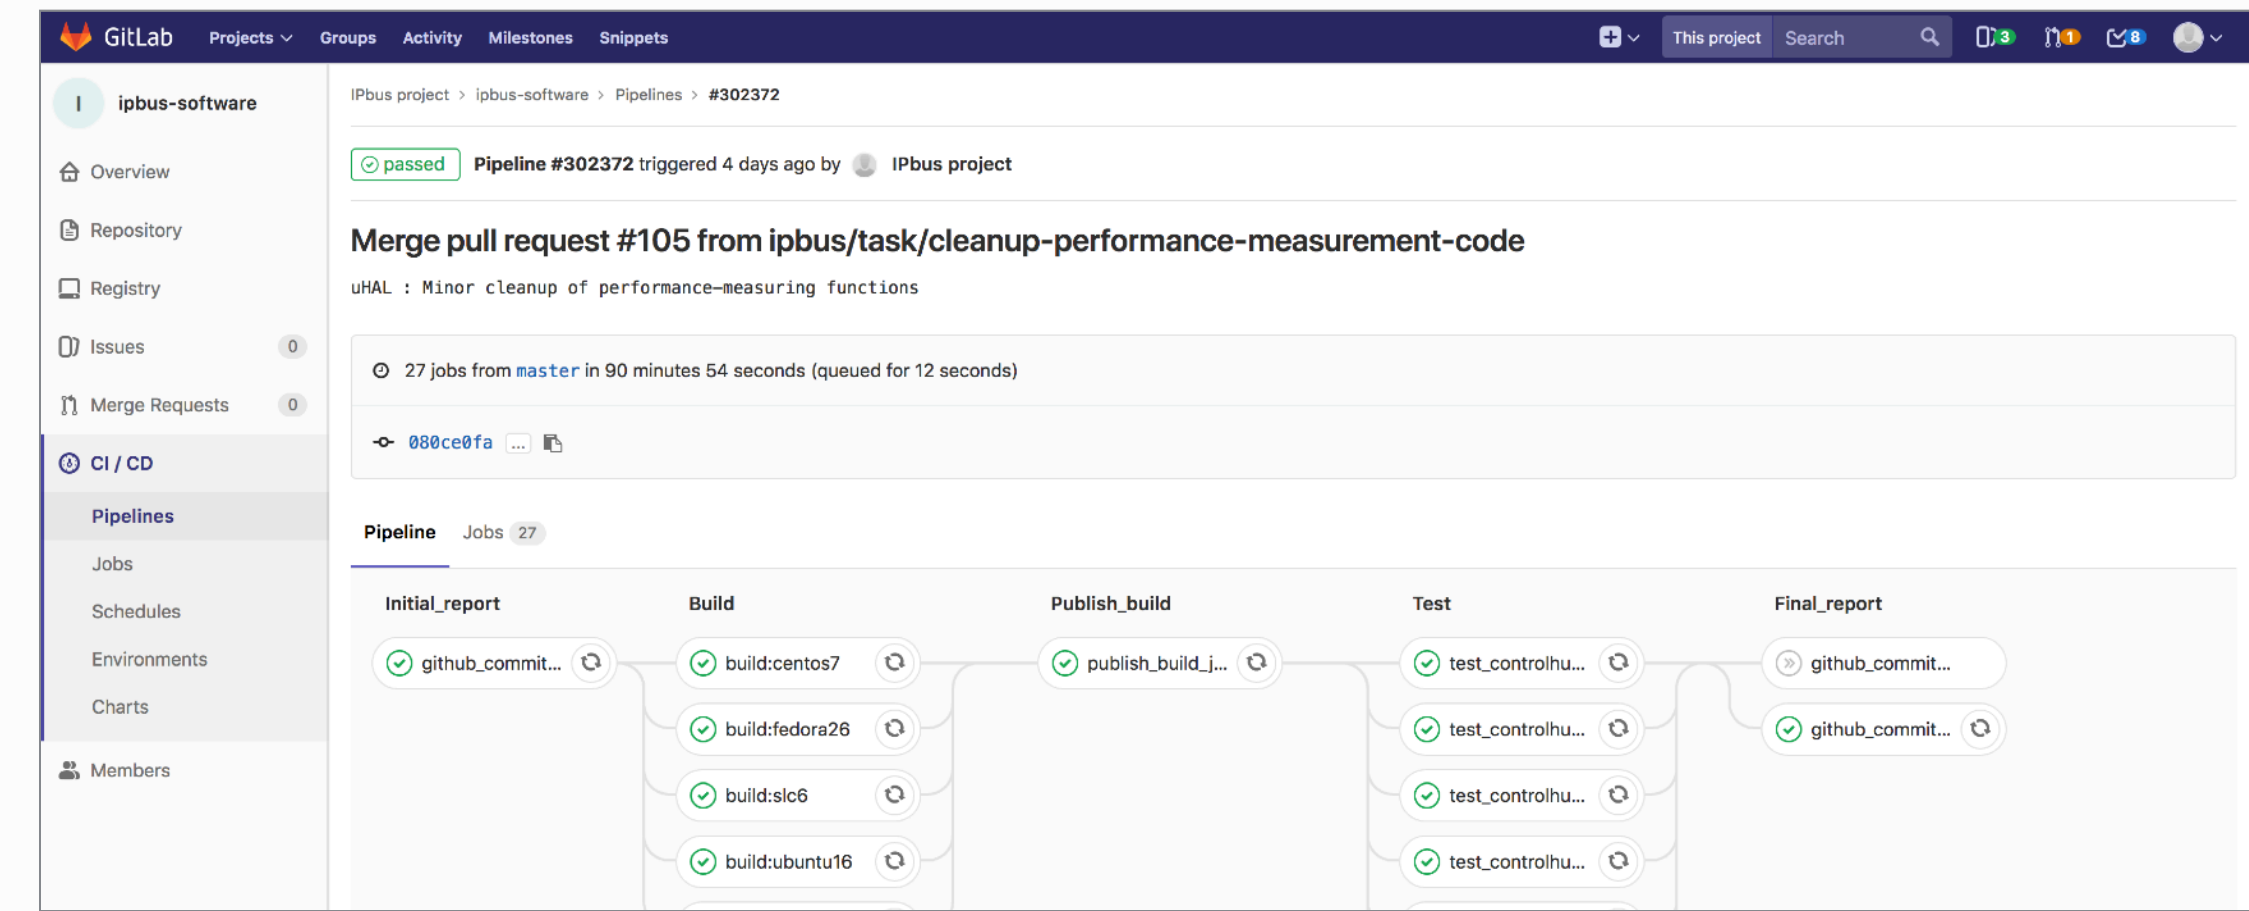 GitLab Projects Groups Activity Milestones Snippets This project Search 3 1 8
I ipbus-software
Overview
Repository
Registry
Issues 0
Merge Requests 0
CI / CD
Pipelines
Jobs
Schedules
Environments
Charts
Members
IPbus project > ipbus-software > Pipelines > #302372
passed Pipeline #302372 triggered 4 days ago by IPbus project
Merge pull request #105 from ipbus/task/cleanup-performance-measurement-code
uHAL : Minor cleanup of performance-measuring functions
27 jobs from master in 90 minutes 54 seconds (queued for 12 seconds)
080ce0fa ...
Pipeline Jobs 27
Initial_report Build Publish_build Test Final_report
github_commit... build:centos7 publish_build_j... test_controlhu... github_commit...
build:fedora26 test_controlhu... github_commit...
build:slc6 test_controlhu...
build:ubuntu16 test_controlhu...